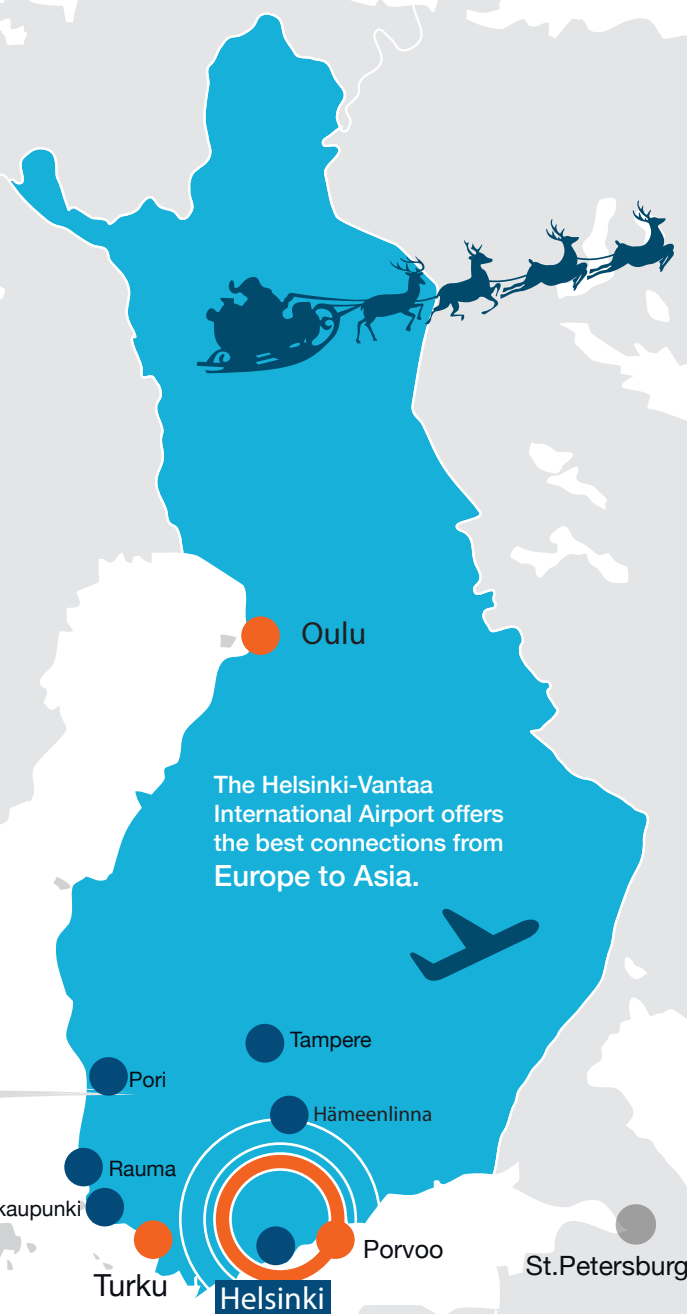 Oulu
The Helsinki-Vantaa
International Airport offers
the best connections from
Europe to Asia.
Tampere
Pori
Hämeenlinna
Rauma
kaupunki
Porvoo
St.Petersburg
Turku
Helsinki